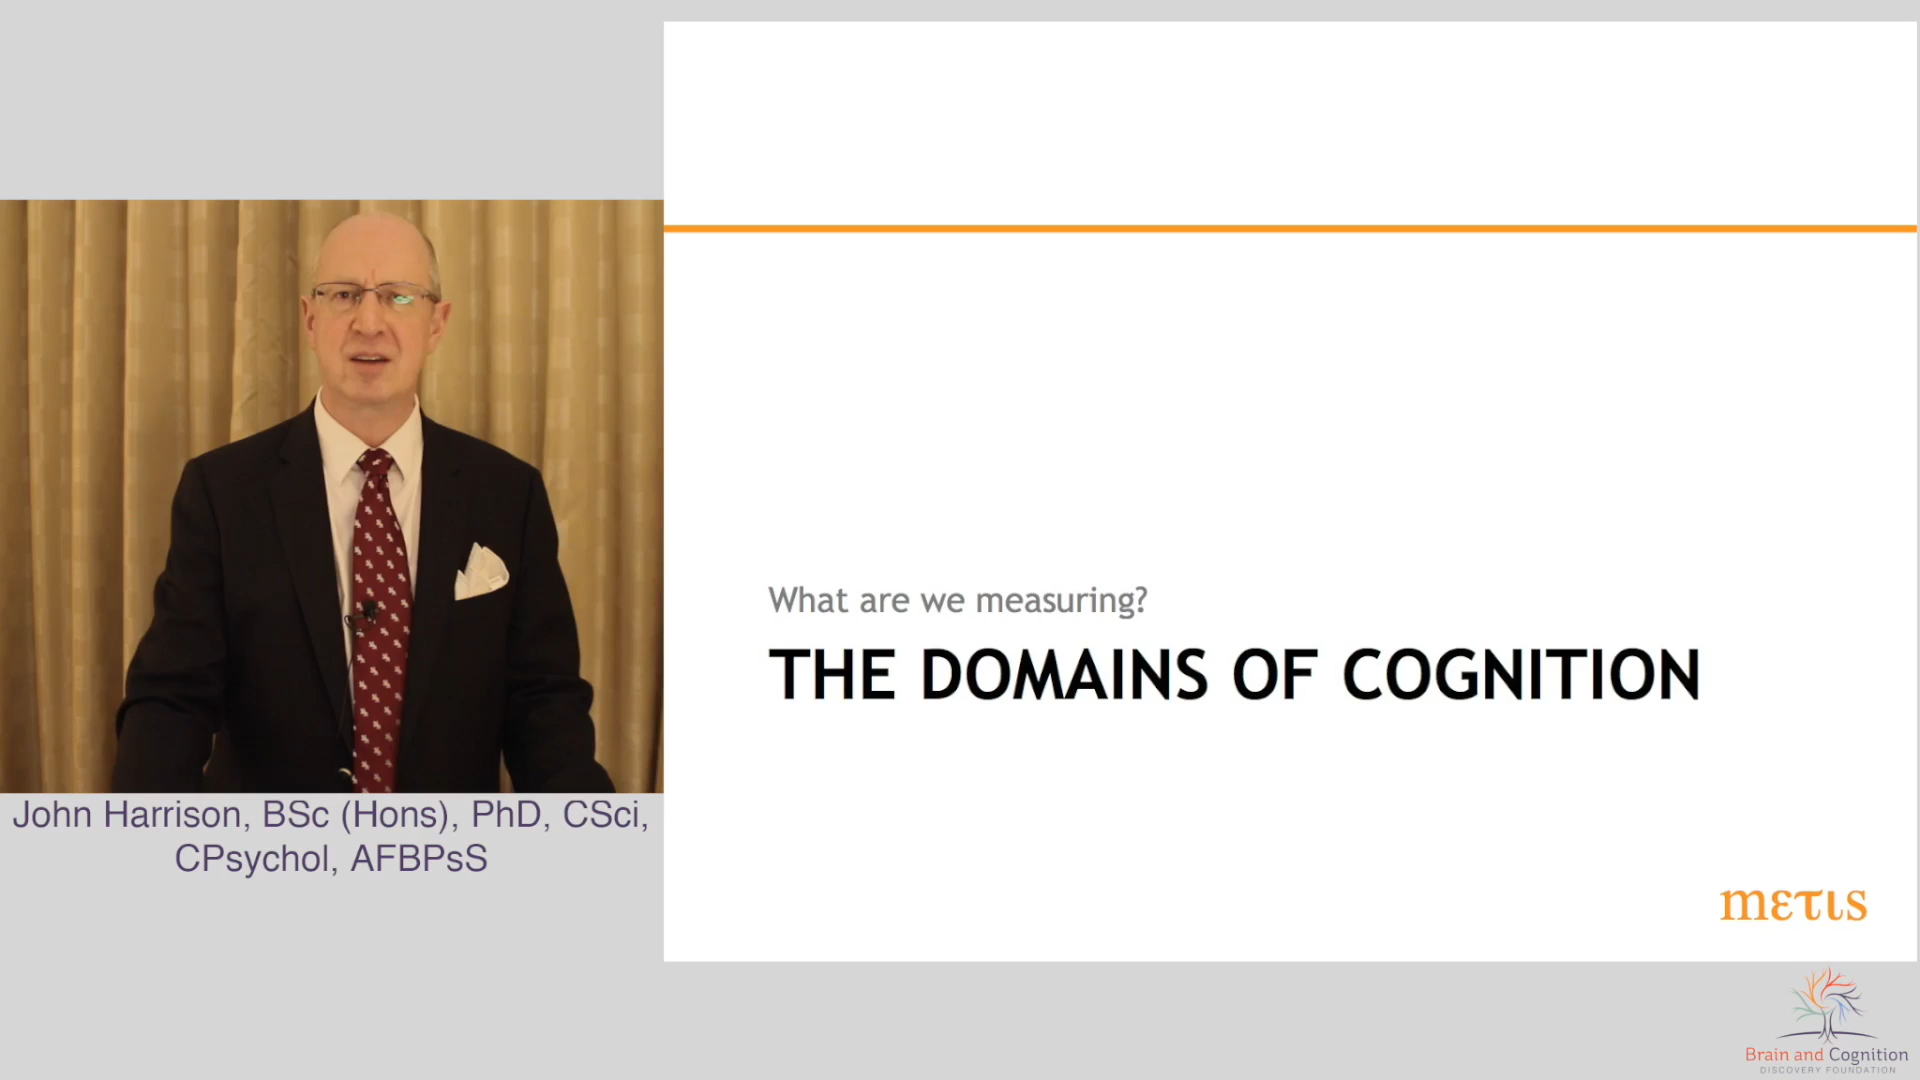 What are we measuring?
THE DOMAINS OF COGNITION
mετιs
John Harrison, BSc (Hons), PhD, CSci,
CPsychol, AFBPsS
Brain and Cognition
DISCOVERY FOUNDATION